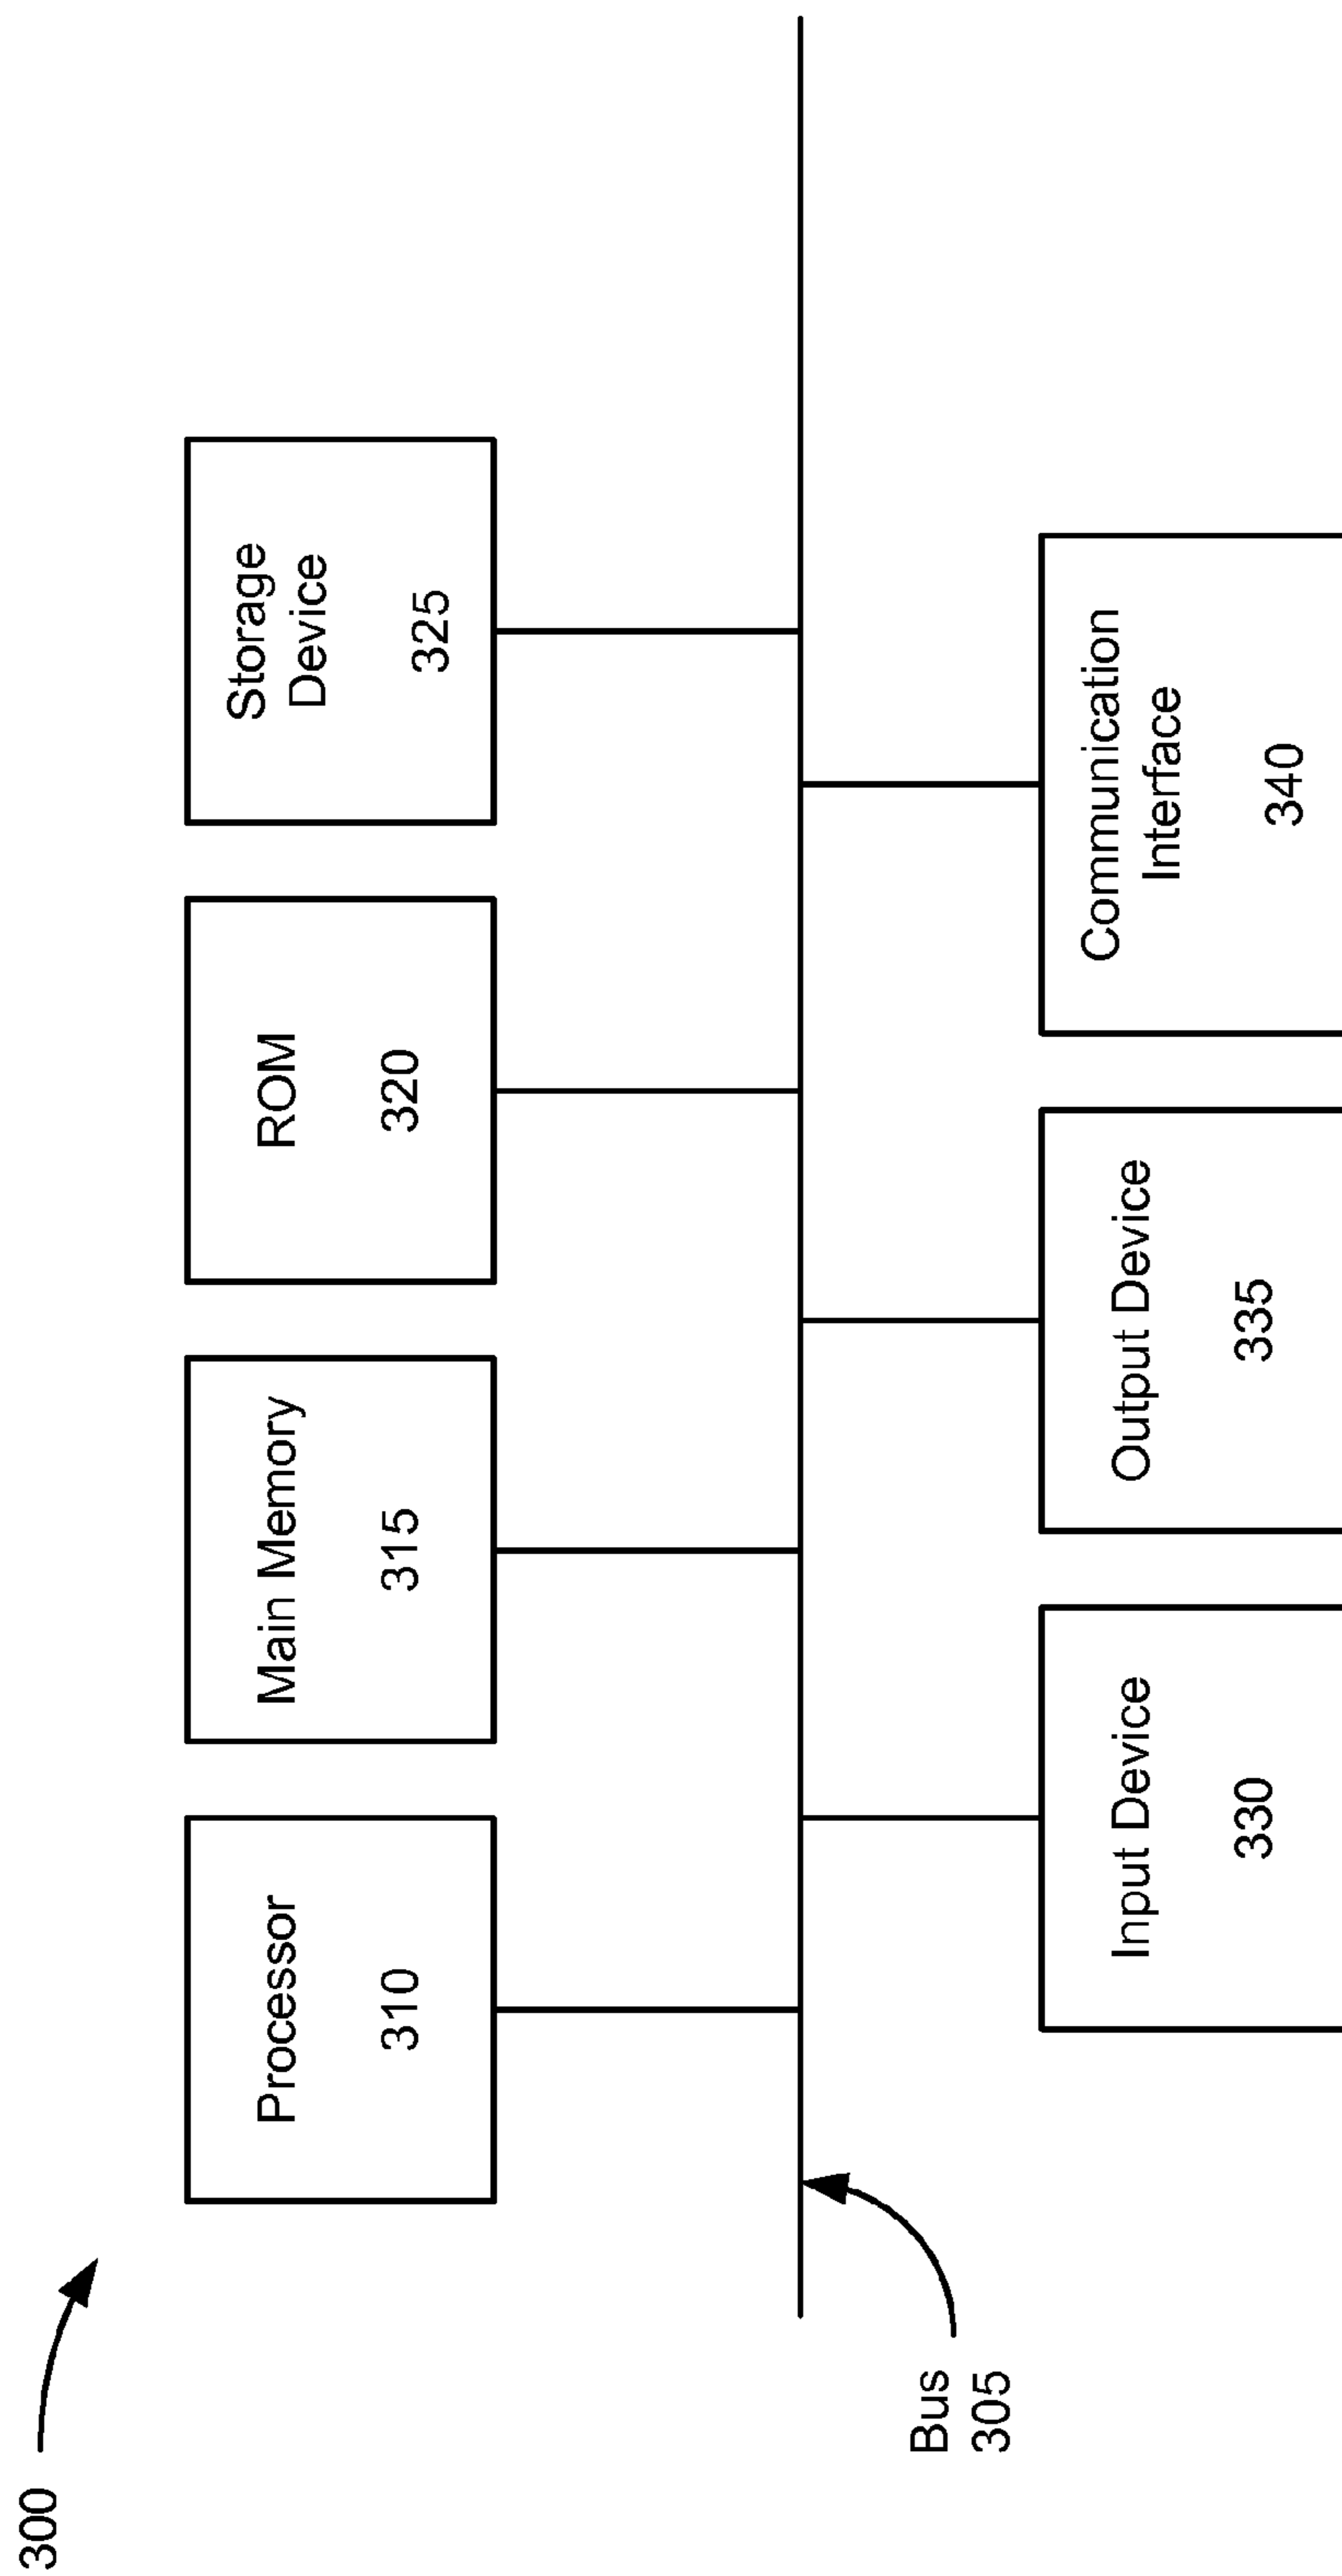 300
Processor
310
Main Memory
315
ROM
320
Storage
Device
325
Bus
305
Input Device
330
Output Device
335
Communication
Interface
340